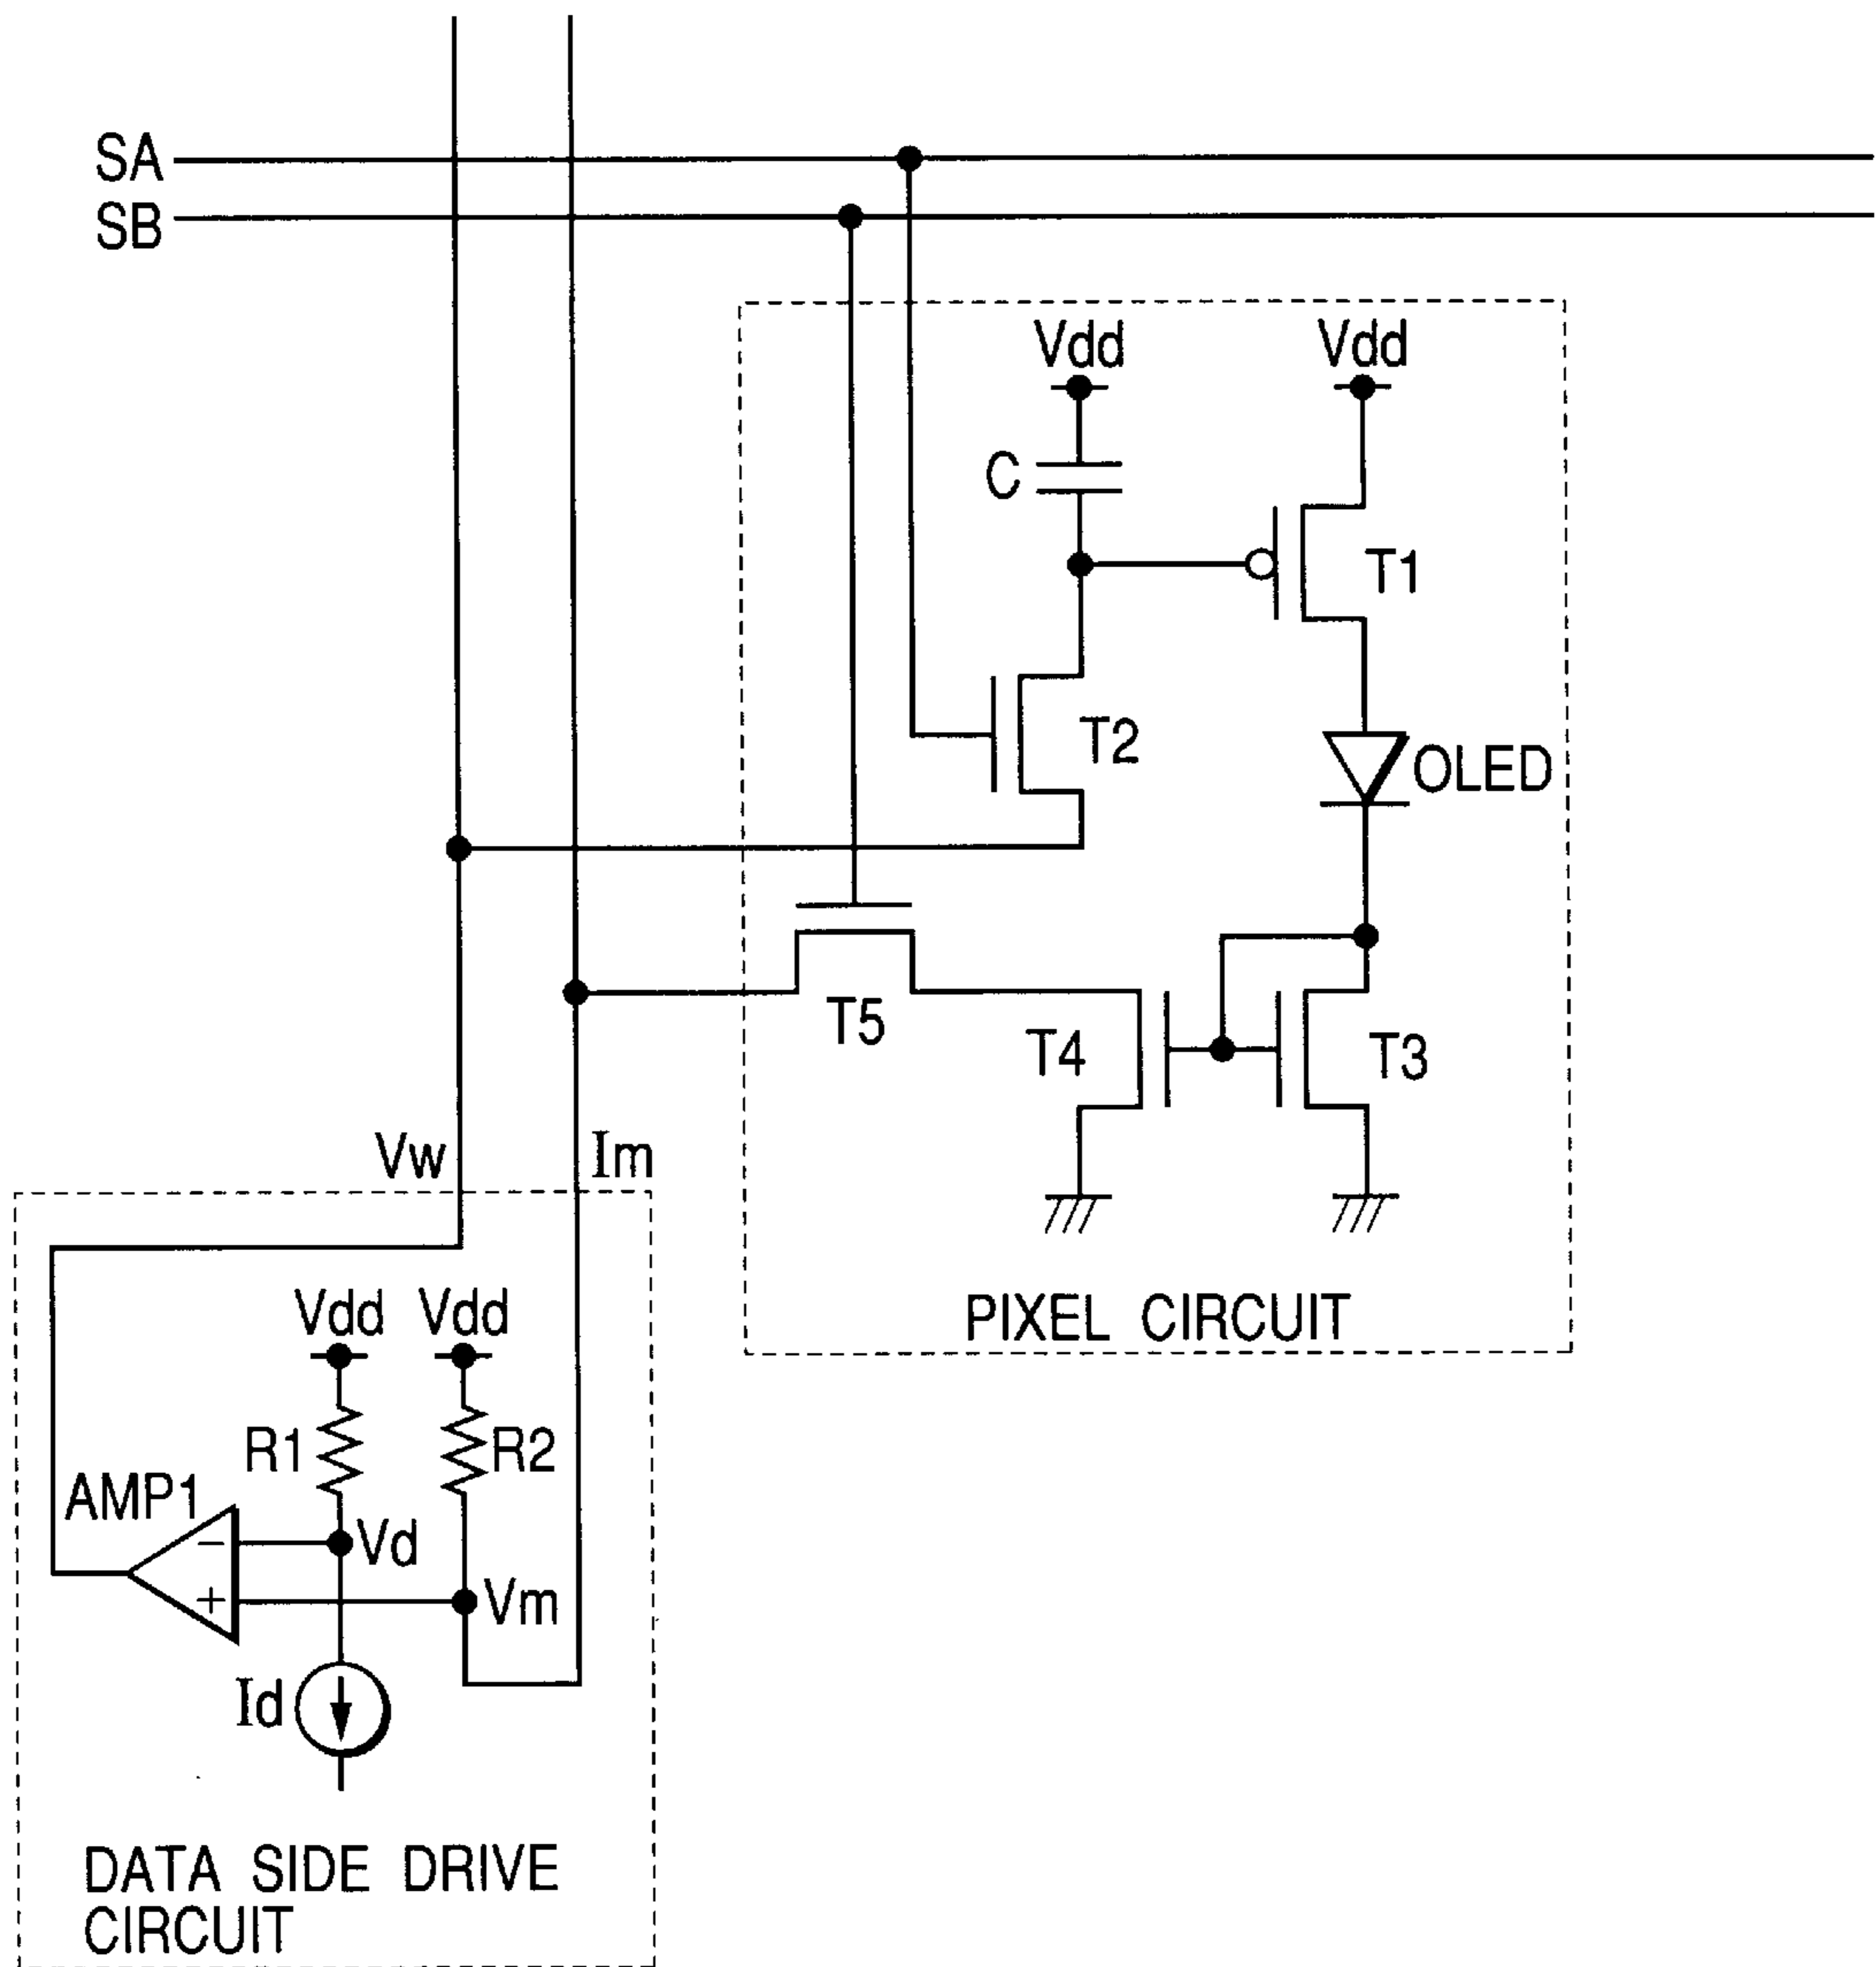 SA
SB
Vdd Vdd
C
T1
T2
OLED
T5
T4
T3
Vw
Im
PIXEL CIRCUIT
Vdd Vdd
R1
R2
AMP1
−
Vd
+
Vm
Id
DATA SIDE DRIVE
CIRCUIT